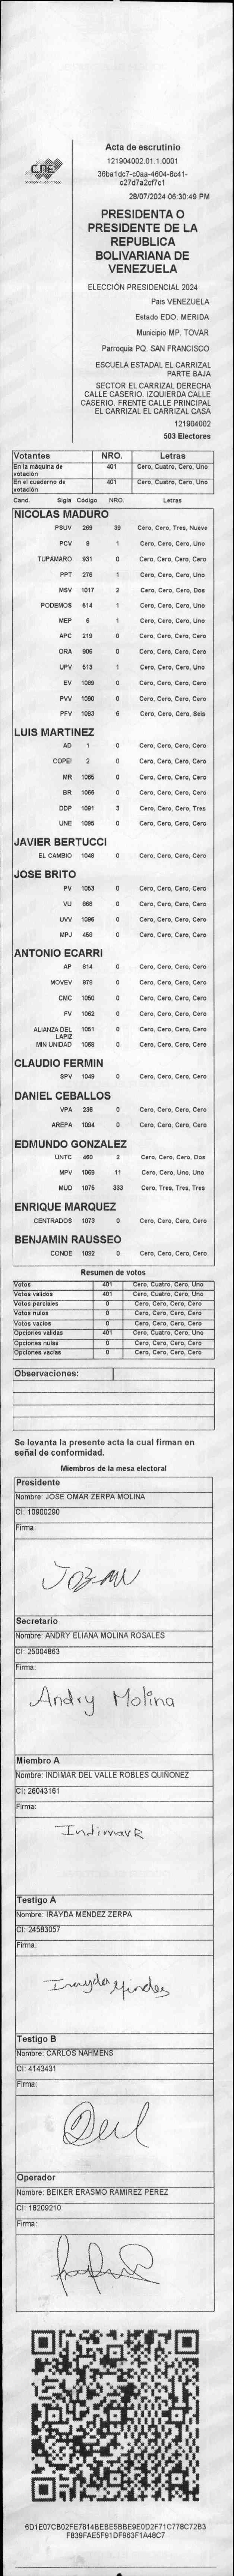 CNE
Acta de escrutinio
121904002.01.1.0001
36ba1dc7-c0aa-4604-8c41-
c27d7a2cf7c1
28/07/2024 06:30:49 PM
PRESIDENTA O
PRESIDENTE DE LA
REPUBLICA
BOLIVARIANA DE
VENEZUELA
ELECCIÓN PRESIDENCIAL 2024
Pais VENEZUELA
Estado EDO. MERIDA
Municipio MP. TOVAR
Parroquia PQ. SAN FRANCISCO
ESCUELA ESTADAL EL CARRIZAL
PARTE BAJA
SECTOR EL CARRIZAL DERECHA
CALLE CASERIO. IZQUIERDA CALLE
CASERIO. FRENTE CALLE PRINCIPAL
EL CARRIZAL EL CARRIZAL CASA
121904002
503 Electores
Votantes NRO. Letras
En la máquina de votación 401 Cero, Cuatro, Cero, Uno
En el cuaderno de votación 401 Cero, Cuatro, Cero, Uno
Cand. Sigla Código NRO. Letras
NICOLAS MADURO
PSUV 269 39 Cero, Cero, Tres, Nueve
PCV 9 1 Cero, Cero, Cero, Uno
TUPAMARO 931 0 Cero, Cero, Cero, Cero
PPT 276 1 Cero, Cero, Cero, Uno
MSV 1017 2 Cero, Cero, Cero, Dos
PODEMOS 614 1 Cero, Cero, Cero, Uno
MEP 6 1 Cero, Cero, Cero, Uno
APC 219 0 Cero, Cero, Cero, Cero
ORA 906 0 Cero, Cero, Cero, Cero
UPV 513 1 Cero, Cero, Cero, Uno
EV 1089 0 Cero, Cero, Cero, Cero
PVV 1090 0 Cero, Cero, Cero, Cero
PFV 1093 6 Cero, Cero, Cero, Seis
LUIS MARTINEZ
AD 1 0 Cero, Cero, Cero, Cero
COPEI 2 0 Cero, Cero, Cero, Cero
MR 1065 0 Cero, Cero, Cero, Cero
BR 1066 0 Cero, Cero, Cero, Cero
DDP 1091 3 Cero, Cero, Cero, Tres
UNE 1095 0 Cero, Cero, Cero, Cero
JAVIER BERTUCCI
EL CAMBIO 1048 0 Cero, Cero, Cero, Cero
JOSE BRITO
PV 1053 0 Cero, Cero, Cero, Cero
VU 868 0 Cero, Cero, Cero, Cero
UVV 1096 0 Cero, Cero, Cero, Cero
MPJ 458 0 Cero, Cero, Cero, Cero
ANTONIO ECARRI
AP 814 0 Cero, Cero, Cero, Cero
MOVEV 879 0 Cero, Cero, Cero, Cero
CMC 1050 0 Cero, Cero, Cero, Cero
FV 1062 0 Cero, Cero, Cero, Cero
ALIANZA DEL LAPIZ 1051 0 Cero, Cero, Cero, Cero
MIN UNIDAD 1069 0 Cero, Cero, Cero, Cero
CLAUDIO FERMIN
SPV 1049 0 Cero, Cero, Cero, Cero
DANIEL CEBALLOS
VPA 236 0 Cero, Cero, Cero, Cero
AREPA 1094 0 Cero, Cero, Cero, Cero
EDMUNDO GONZALEZ
UNTC 460 2 Cero, Cero, Cero, Dos
MPV 1069 11 Cero, Cero, Uno, Uno
MUD 1075 333 Cero, Tres, Tres, Tres
ENRIQUE MARQUEZ
CENTRADOS 1073 0 Cero, Cero, Cero, Cero
BENJAMIN RAUSSEO
CONDE 1092 0 Cero, Cero, Cero, Cero
Resumen de votos
Votos 401 Cero, Cuatro, Cero, Uno
Votos validos 401 Cero, Cuatro, Cero, Uno
Votos parciales 0 Cero, Cero, Cero, Cero
Votos nulos 0 Cero, Cero, Cero, Cero
Votos vacios 0 Cero, Cero, Cero, Cero
Opciones válidas 401 Cero, Cuatro, Cero, Uno
Opciones nulas 0 Cero, Cero, Cero, Cero
Opciones vacías 0 Cero, Cero, Cero, Cero
Observaciones:
Se levanta la presente acta la cual firman en
señal de conformidad.
Miembros de la mesa electoral
Presidente
Nombre: JOSE OMAR ZERPA MOLINA
CI: 10900290
Firma:
Secretario
Nombre: ANDRY ELIANA MOLINA ROSALES
CI: 25004863
Firma:
Andry Molina
Miembro A
Nombre: INDIMAR DEL VALLE ROBLES QUIÑONEZ
CI: 26043161
Firma:
Indimar R
Testigo A
Nombre: IRAYDA MENDEZ ZERPA
CI: 24583057
Firma:
Irayda Mindes
Testigo B
Nombre: CARLOS NAHMENS
CI: 4143431
Firma:
Operador
Nombre: BEIKER ERASMO RAMIREZ PEREZ
CI: 18209210
Firma:
6D1E07CB02FE7814BEBE5BBE9E0D2F71C778C72B3
FB39FAE5F91DF963F1A48C7